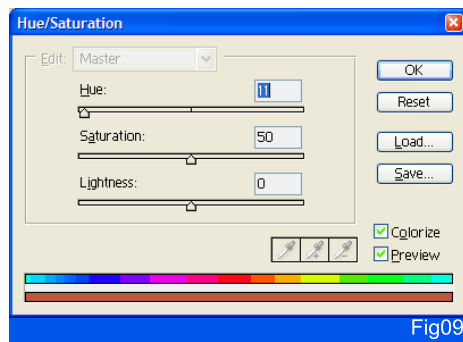 Hue/Saturation
Edit: Master
OK
Hue: 11
Reset
Saturation: 50
Load...
Lightness: 0
Save...
Colorize
Preview
Fig09